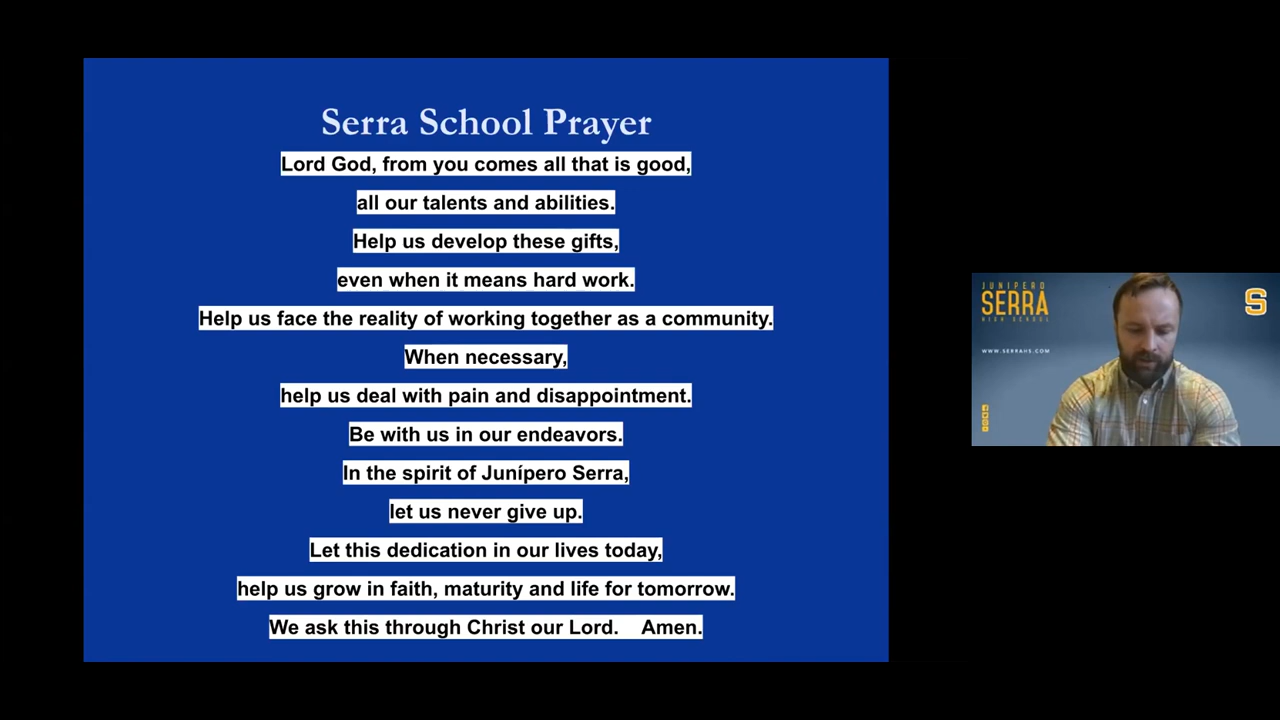 Serra School Prayer
Lord God, from you comes all that is good,
all our talents and abilities.
Help us develop these gifts,
even when it means hard work.
Help us face the reality of working together as a community.
When necessary,
help us deal with pain and disappointment.
Be with us in our endeavors.
In the spirit of Junípero Serra,
let us never give up.
Let this dedication in our lives today,
help us grow in faith, maturity and life for tomorrow.
We ask this through Christ our Lord. Amen.
JUNIPERO
SERRA
HIGH SCHOOL
S
WWW.SERRAHS.COM